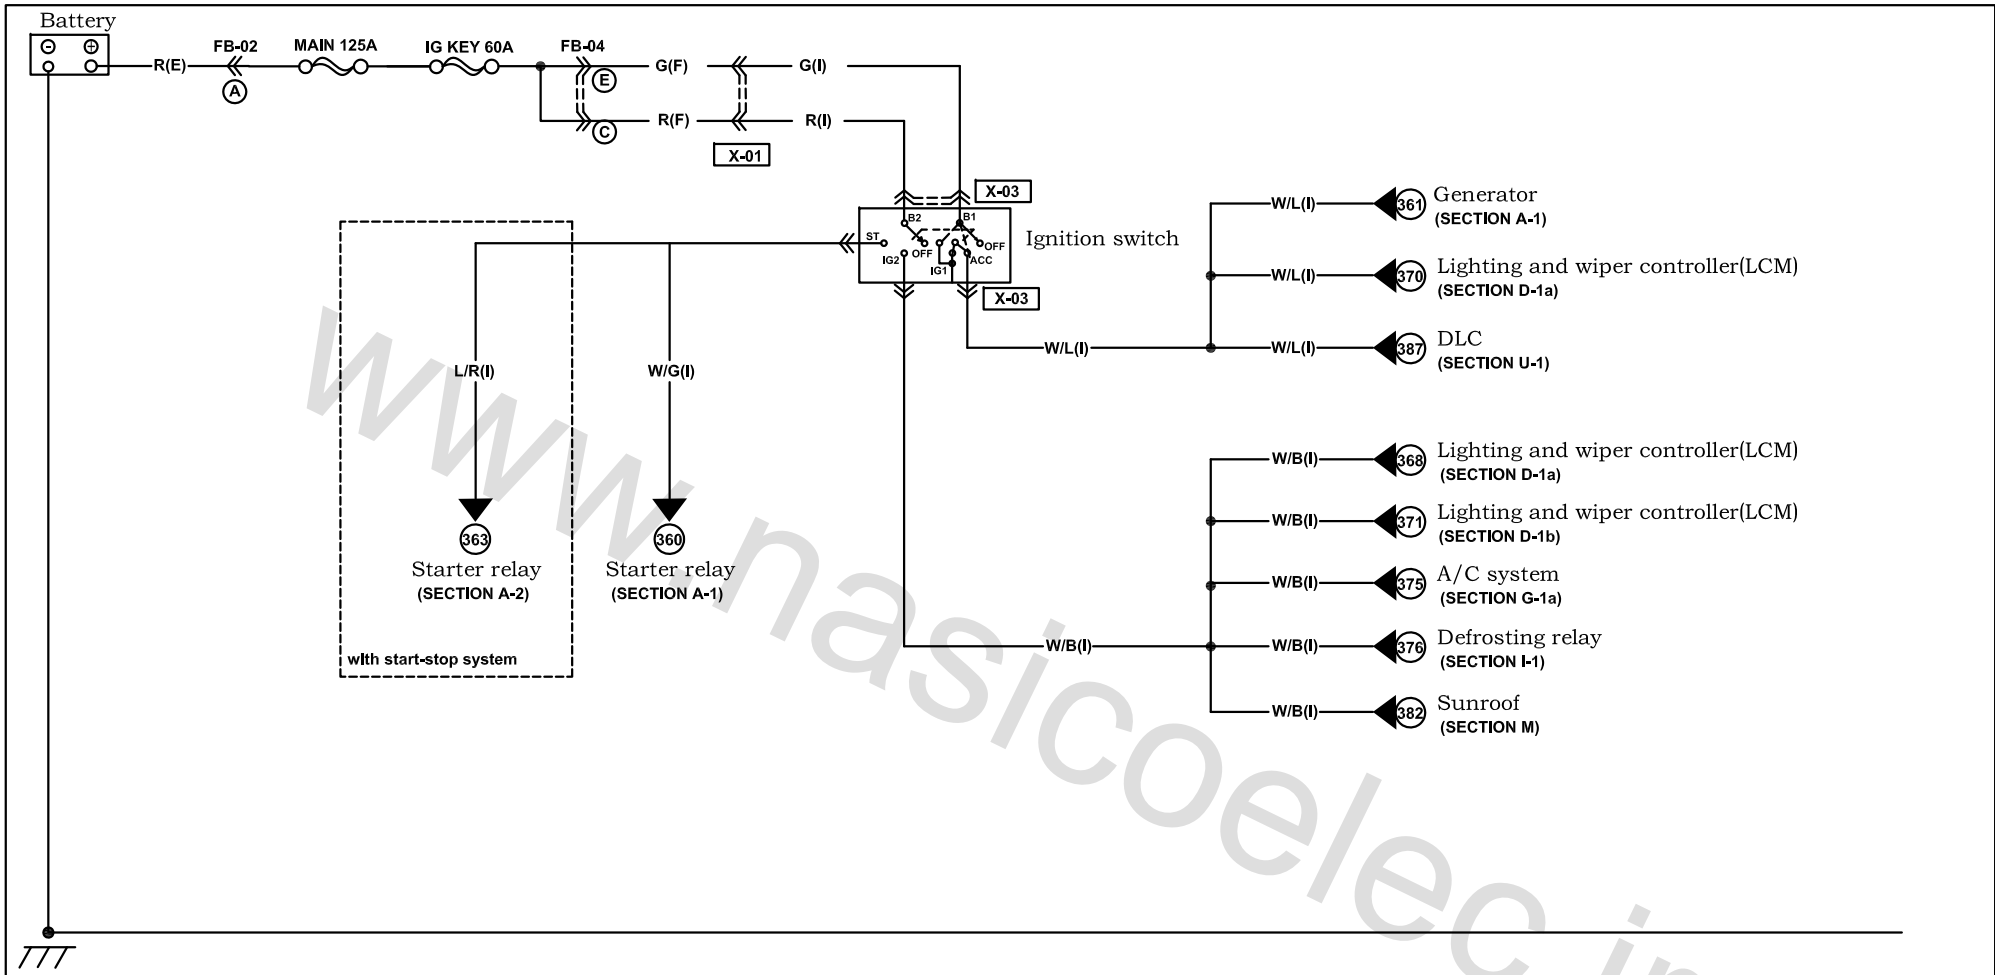 Battery
FB-02
MAIN 125A
IG KEY 60A
FB-04
R(E)
A
E
G(F)
G(I)
C
R(F)
R(I)
X-01
X-03
B2
B1
ST
OFF
OFF
IG2
IG1
ACC
Ignition switch
X-03
W/L(I)
W/L(I)
361
Generator
(SECTION A-1)
W/L(I)
370
Lighting and wiper controller(LCM)
(SECTION D-1a)
W/L(I)
387
DLC
(SECTION U-1)
L/R(I)
W/G(I)
363
Starter relay
(SECTION A-2)
360
Starter relay
(SECTION A-1)
with start-stop system
W/B(I)
W/B(I)
368
Lighting and wiper controller(LCM)
(SECTION D-1a)
W/B(I)
371
Lighting and wiper controller(LCM)
(SECTION D-1b)
W/B(I)
375
A/C system
(SECTION G-1a)
W/B(I)
376
Defrosting relay
(SECTION I-1)
W/B(I)
382
Sunroof
(SECTION M)
www.nasicoelec.